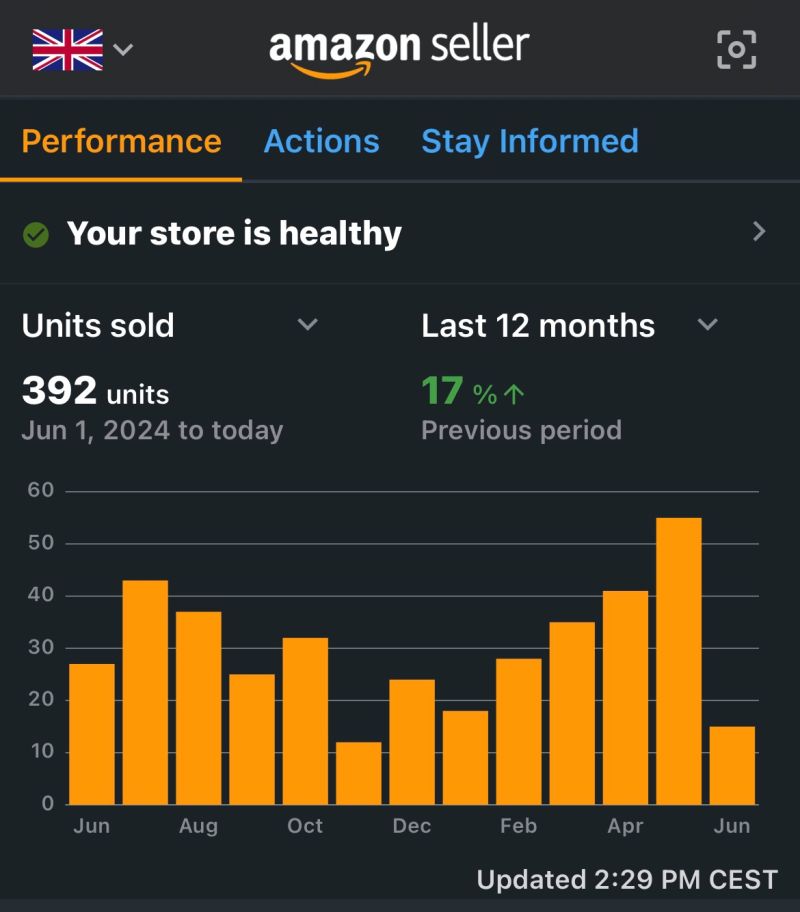 amazon seller
Performance Actions Stay Informed
Your store is healthy
Units sold Last 12 months
392 units 17 % ↑
Jun 1, 2024 to today Previous period
60
50
40
30
20
10
0
Jun Aug Oct Dec Feb Apr Jun
Updated 2:29 PM CEST